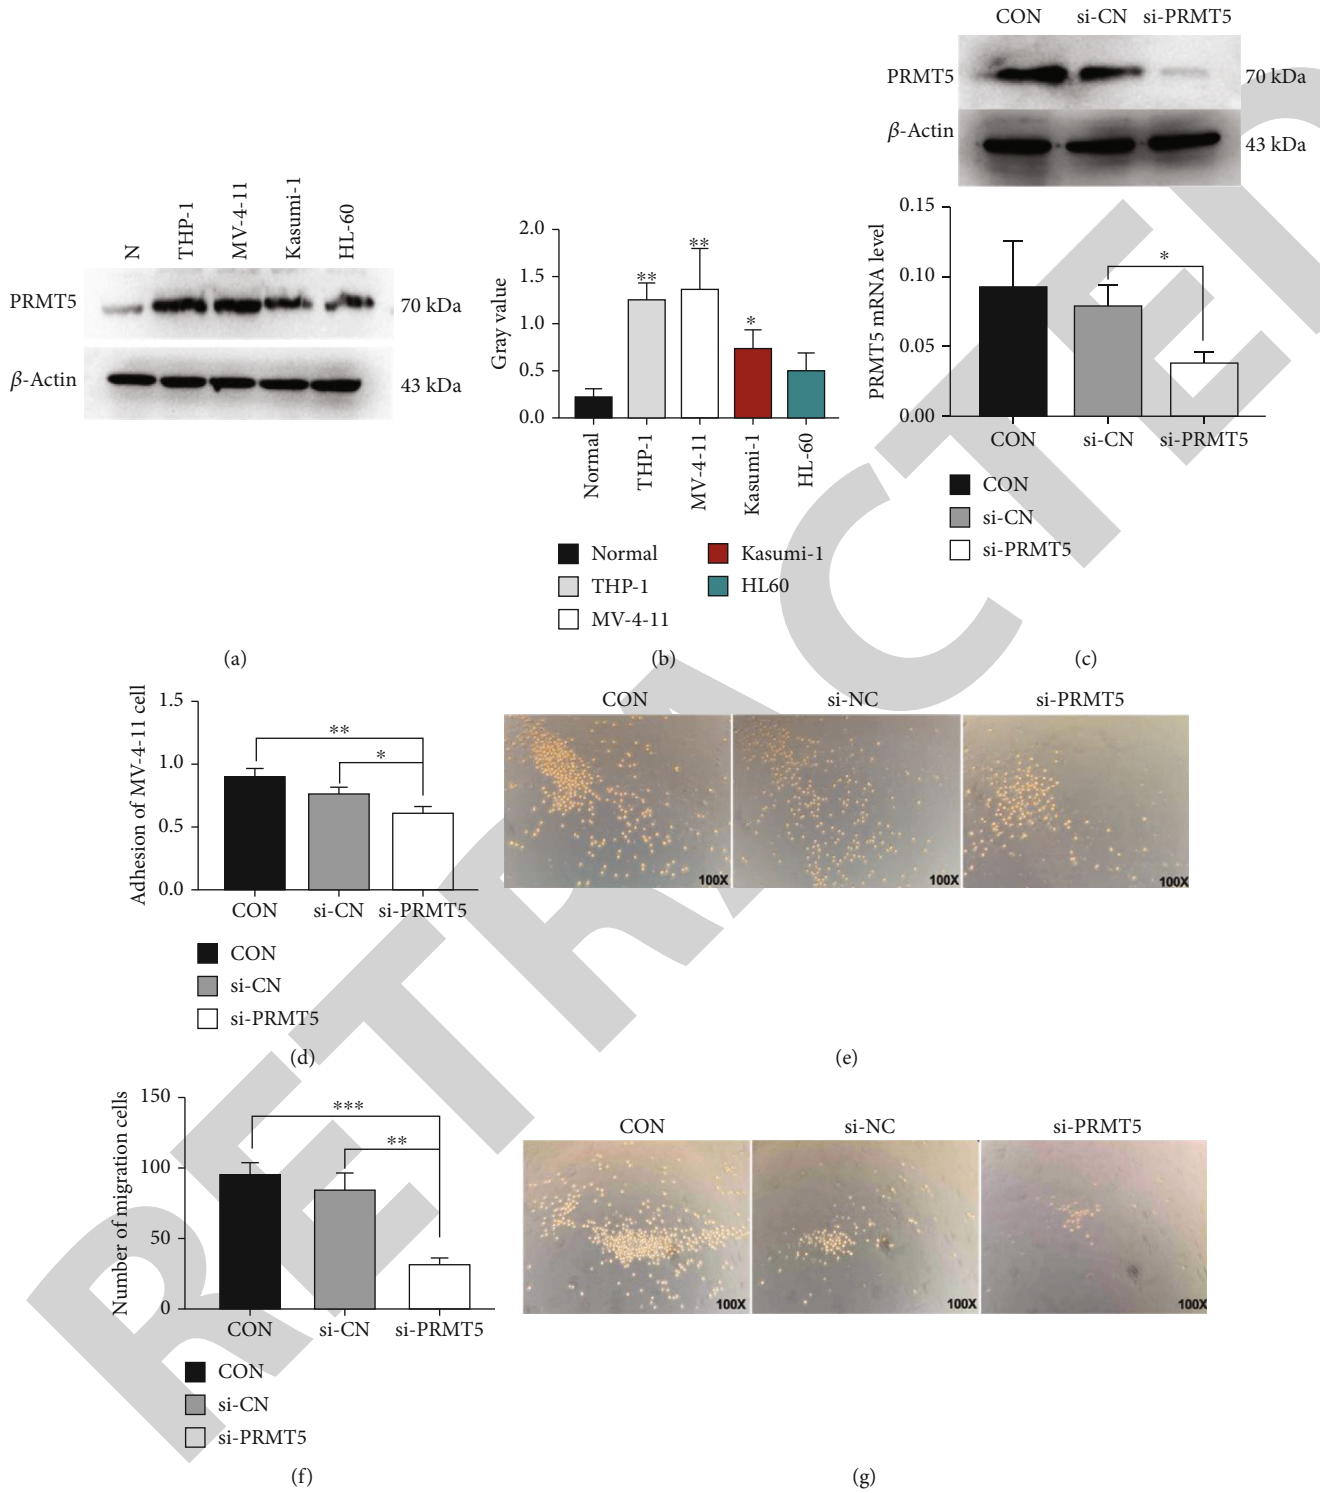 N
THP-1
MV-4-11
Kasumi-1
HL-60
PRMT5
70 kDa
β-Actin
43 kDa
(a)
Gray value
2.0
1.5
1.0
0.5
0.0
**
**
*
Normal
THP-1
MV-4-11
Kasumi-1
HL-60
Normal
THP-1
MV-4-11
Kasumi-1
HL60
(b)
CON si-CN si-PRMT5
PRMT5
70 kDa
β-Actin
43 kDa
PRMT5 mRNA level
0.15
0.10
0.05
0.00
*
CON si-CN si-PRMT5
CON
si-CN
si-PRMT5
(c)
Adhesion of MV-4-11 cell
1.5
1.0
0.5
0.0
**
*
CON si-CN si-PRMT5
CON
si-CN
si-PRMT5
(d)
CON si-NC si-PRMT5
100X 100X 100X
(e)
Number of migration cells
150
100
50
0
***
**
CON si-CN si-PRMT5
CON
si-CN
si-PRMT5
(f)
CON si-NC si-PRMT5
100X 100X 100X
(g)
RETRACTED